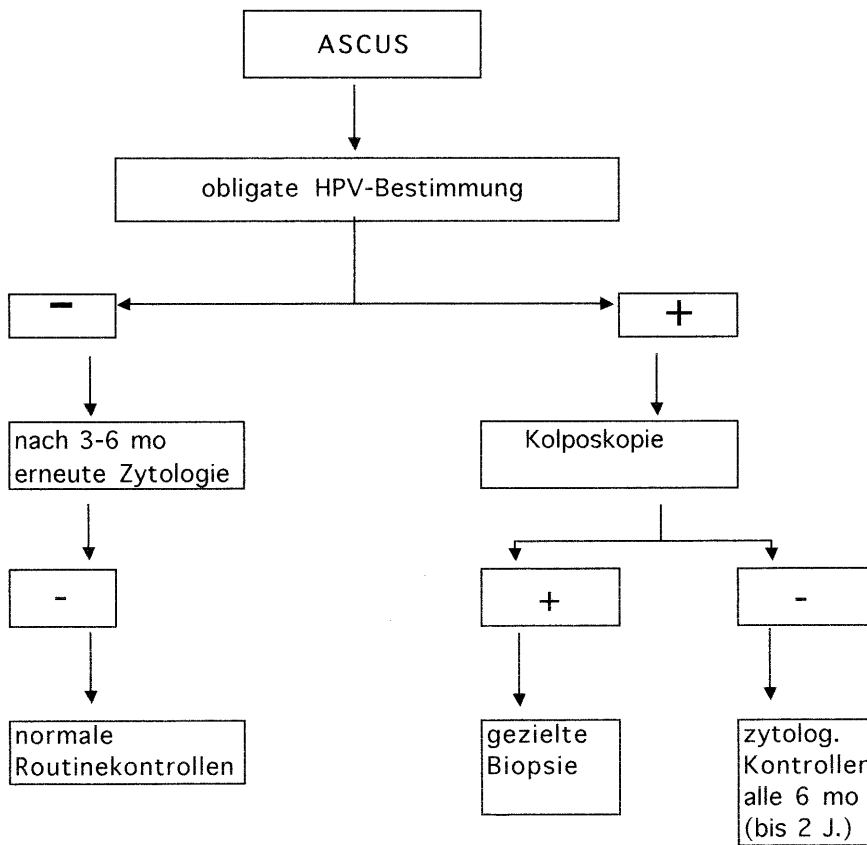 ASCUS
obligate HPV-Bestimmung
–
+
nach 3-6 mo
erneute Zytologie
Kolposkopie
-
+
-
normale
Routinekontrollen
gezielte
Biopsie
zytolog.
Kontrollen
alle 6 mo
(bis 2 J.)